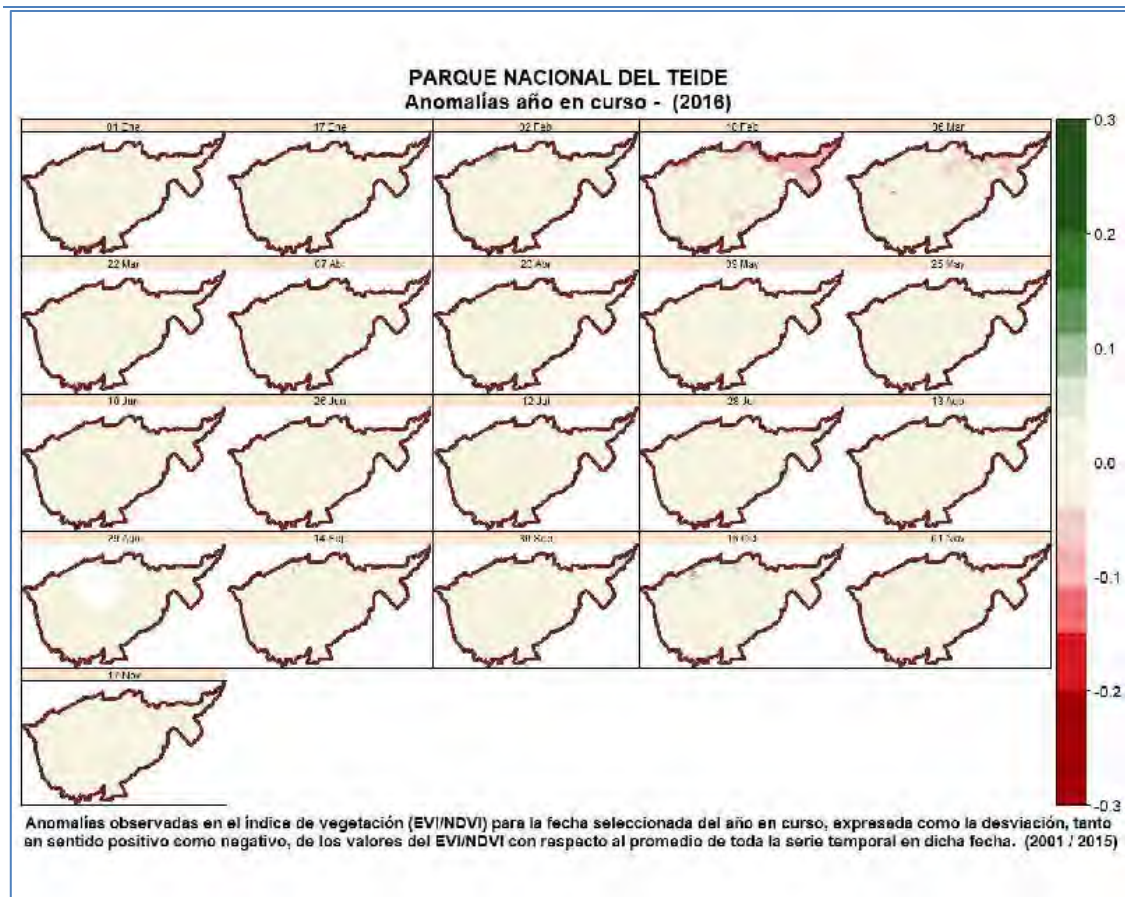 PARQUE NACIONAL DEL TEIDE
Anomalías año en curso - (2016)
01 Ene 17 Ene 02 Feb 18 Feb 06 Mar
0.3
0.2
22 Mar 07 Abr 23 Abr 09 May 25 May
0.1
10 Jun 26 Jun 12 Jul 28 Jul 13 Ago
0.0
29 Ago 14 Sep 30 Sep 16 Oct 01 Nov
-0.1
17 Nov
-0.2
-0.3
Anomalías observadas en el índice de vegetación (EVI/NDVI) para la fecha seleccionada del año en curso, expresada como la desviación, tanto
en sentido positivo como negativo, de los valores del EVI/NDVI con respecto al promedio de toda la serie temporal en dicha fecha. (2001 / 2015)